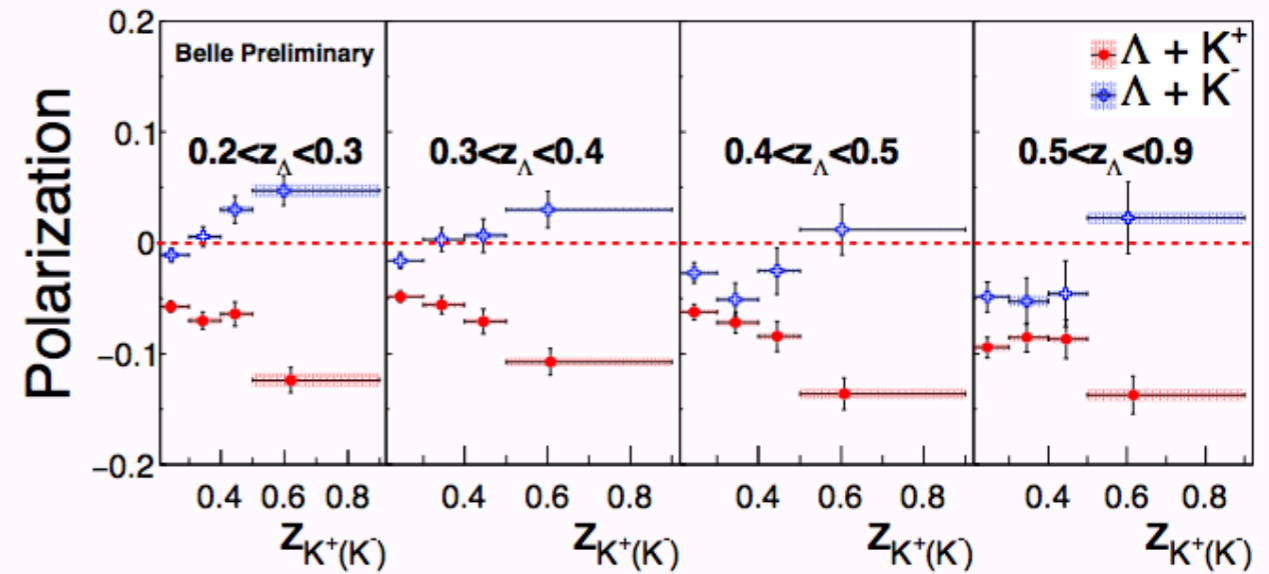 0.2
Belle Preliminary
Λ + K⁺
Λ + K⁻
0.1
0.2<z_Λ<0.3
0.3<z_Λ<0.4
0.4<z_Λ<0.5
0.5<z_Λ<0.9
Polarization
0
−0.1
−0.2
0.4 0.6 0.8
0.4 0.6 0.8
0.4 0.6 0.8
0.4 0.6 0.8
z_K⁺(K⁻)
z_K⁺(K⁻)
z_K⁺(K⁻)
z_K⁺(K⁻)